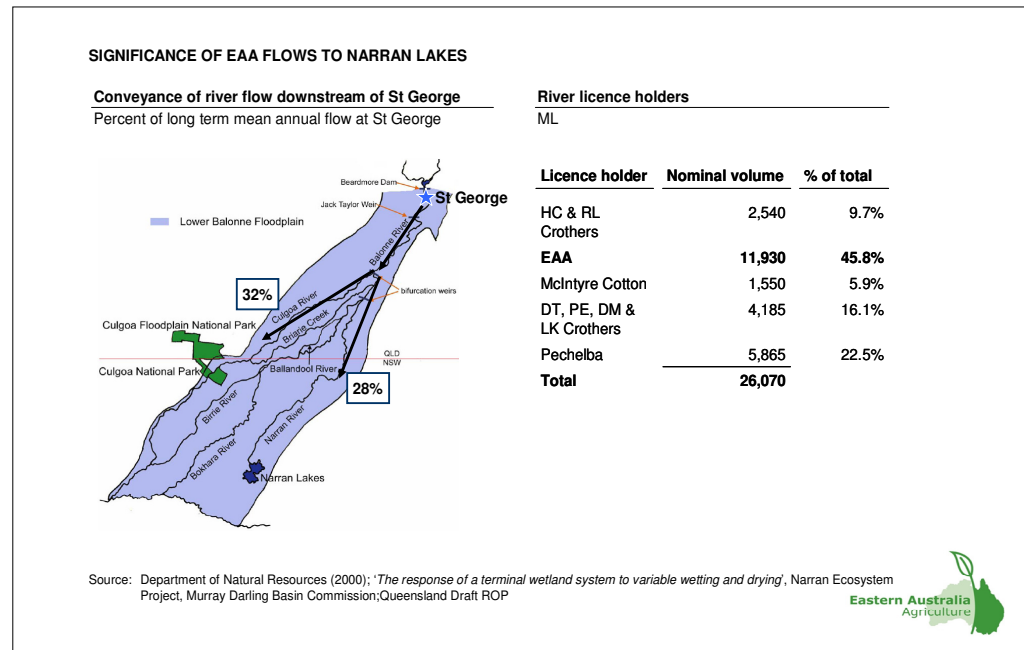 SIGNIFICANCE OF EAA FLOWS TO NARRAN LAKES
Conveyance of river flow downstream of St George
Percent of long term mean annual flow at St George
Beardmore Dam
St George
Jack Taylor Weir
Lower Balonne Floodplain
Balonne River
bifurcation weirs
32%
Culgoa River
Briarie Creek
Culgoa Floodplain National Park
QLD
NSW
Culgoa National Park
Ballandool River
28%
Birrie River
Narran River
Bokhara River
Narran Lakes
River licence holders
ML
Licence holder Nominal volume % of total
HC & RL
Crothers 2,540 9.7%
EAA 11,930 45.8%
McIntyre Cotton 1,550 5.9%
DT, PE, DM &
LK Crothers 4,185 16.1%
Pechelba 5,865 22.5%
Total 26,070
Source: Department of Natural Resources (2000); ‘The response of a terminal wetland system to variable wetting and drying’, Narran Ecosystem
Project, Murray Darling Basin Commission;Queensland Draft ROP
Eastern Australia
Agriculture